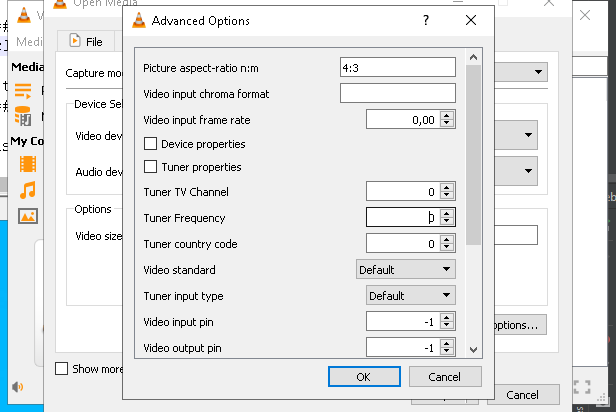 Open Media
Advanced Options
?
Media
File
Picture aspect-ratio n:m
4:3
Capture mo
Video input chroma format
Video input frame rate
0,00
Device Sel
Device properties
Video dev
Tuner properties
My Co
Audio dev
Tuner TV Channel
0
Options
Tuner Frequency
0
Video size
Tuner country code
0
Video standard
Default
Tuner input type
Default
Video input pin
-1
options...
Video output pin
-1
Show more
OK
Cancel
Cancel